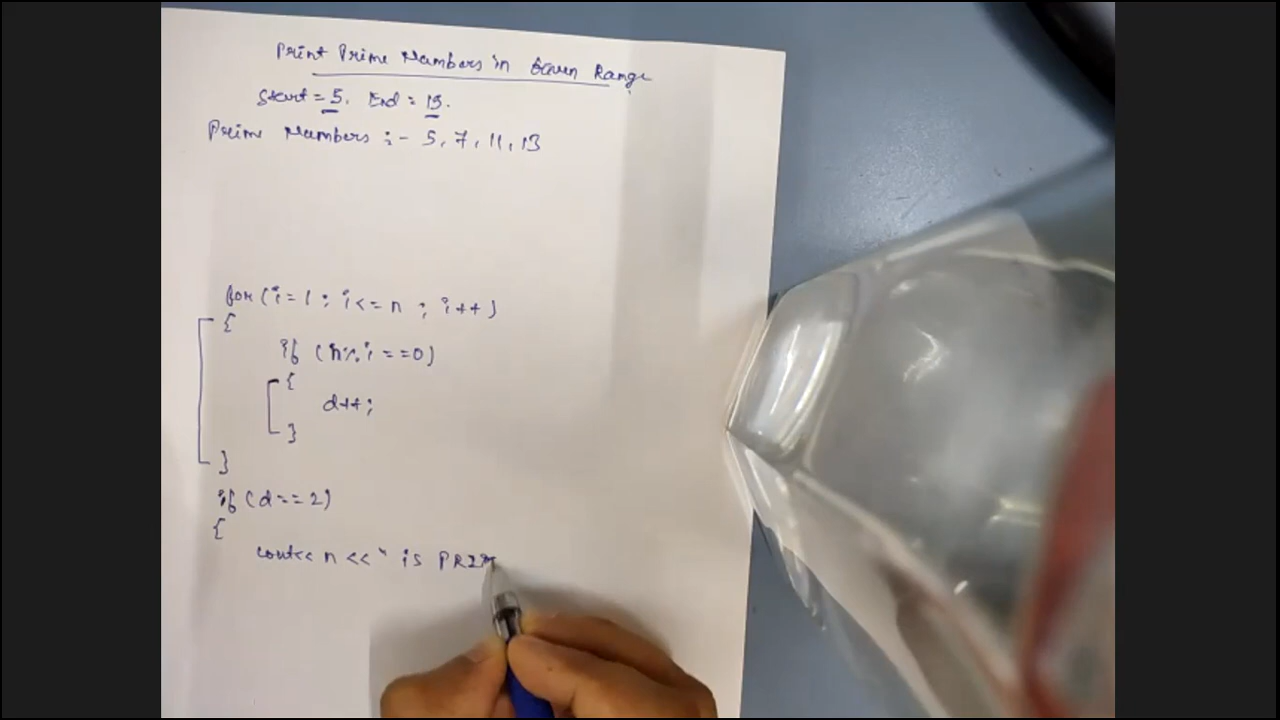 Print Prime Numbers in Given Range
Start = 5, End = 15.
Prime Numbers :- 5, 7, 11, 13
for (i=1 ; i<=n ; i++)
{
if (n%i==0)
{
d++;
}
}
if (d==2)
{
cout<< n <<" is PRIM